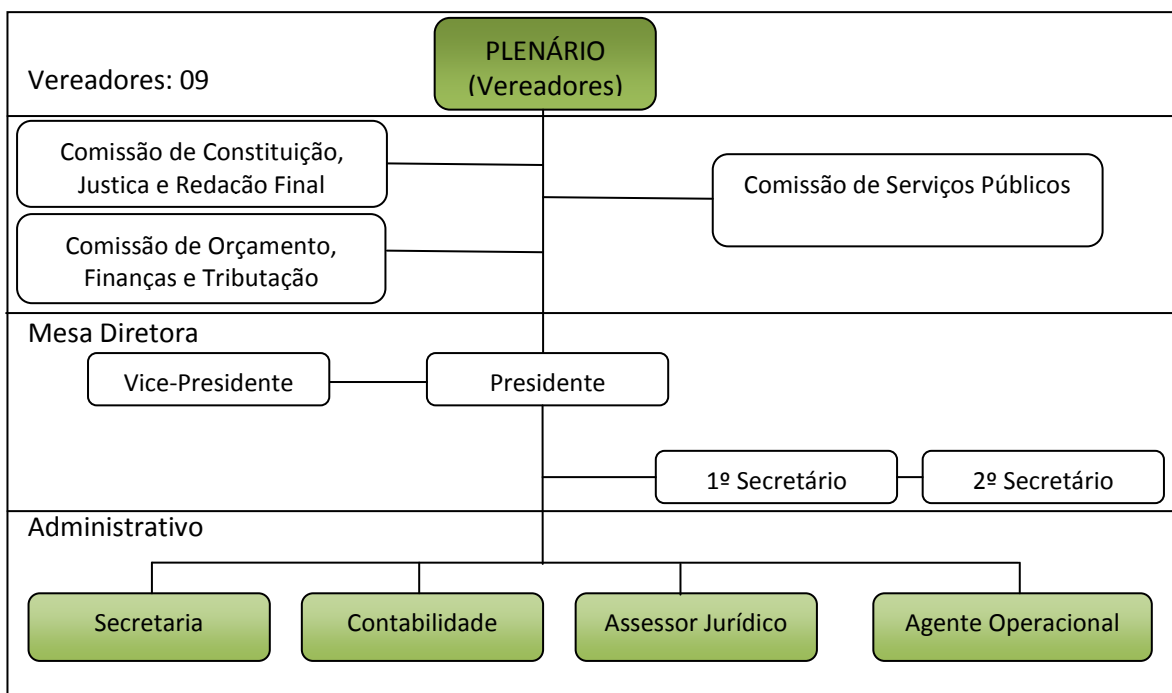 PLENÁRIO
(Vereadores)
Vereadores: 09
Comissão de Constituição,
Justica e Redacão Final
Comissão de Serviços Públicos
Comissão de Orçamento,
Finanças e Tributação
Mesa Diretora
Vice-Presidente
Presidente
1º Secretário
2º Secretário
Administrativo
Secretaria
Contabilidade
Assessor Jurídico
Agente Operacional